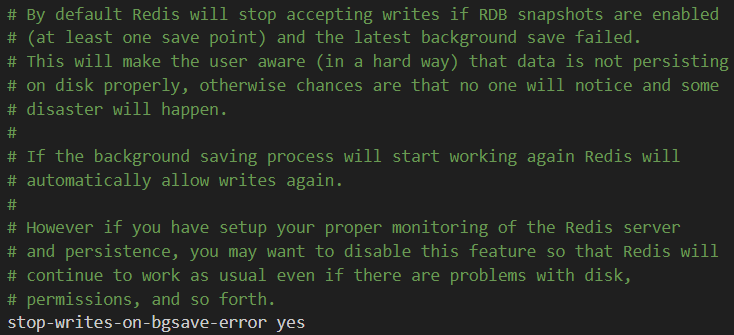 # By default Redis will stop accepting writes if RDB snapshots are enabled
# (at least one save point) and the latest background save failed.
# This will make the user aware (in a hard way) that data is not persisting
# on disk properly, otherwise chances are that no one will notice and some
# disaster will happen.
#
# If the background saving process will start working again Redis will
# automatically allow writes again.
#
# However if you have setup your proper monitoring of the Redis server
# and persistence, you may want to disable this feature so that Redis will
# continue to work as usual even if there are problems with disk,
# permissions, and so forth.
stop-writes-on-bgsave-error yes